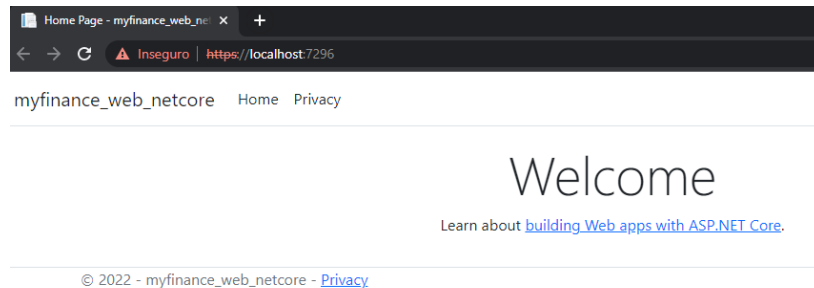 Home Page - myfinance_web_net
Inseguro | https://localhost:7296
myfinance_web_netcore Home Privacy
Welcome
Learn about building Web apps with ASP.NET Core.
© 2022 - myfinance_web_netcore - Privacy